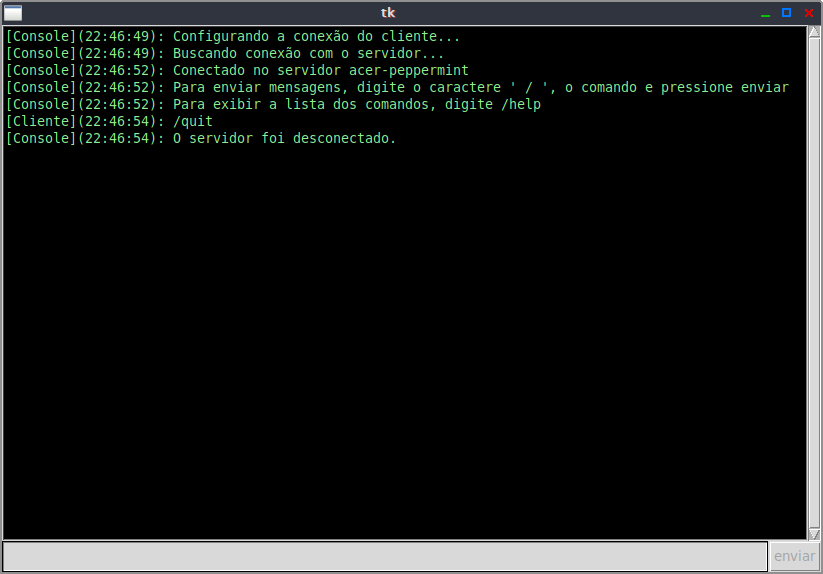 tk
[Console](22:46:49): Configurando a conexão do cliente...
[Console](22:46:49): Buscando conexão com o servidor...
[Console](22:46:52): Conectado no servidor acer-peppermint
[Console](22:46:52): Para enviar mensagens, digite o caractere ' / ', o comando e pressione enviar
[Console](22:46:52): Para exibir a lista dos comandos, digite /help
[Cliente](22:46:54): /quit
[Console](22:46:54): O servidor foi desconectado.
enviar